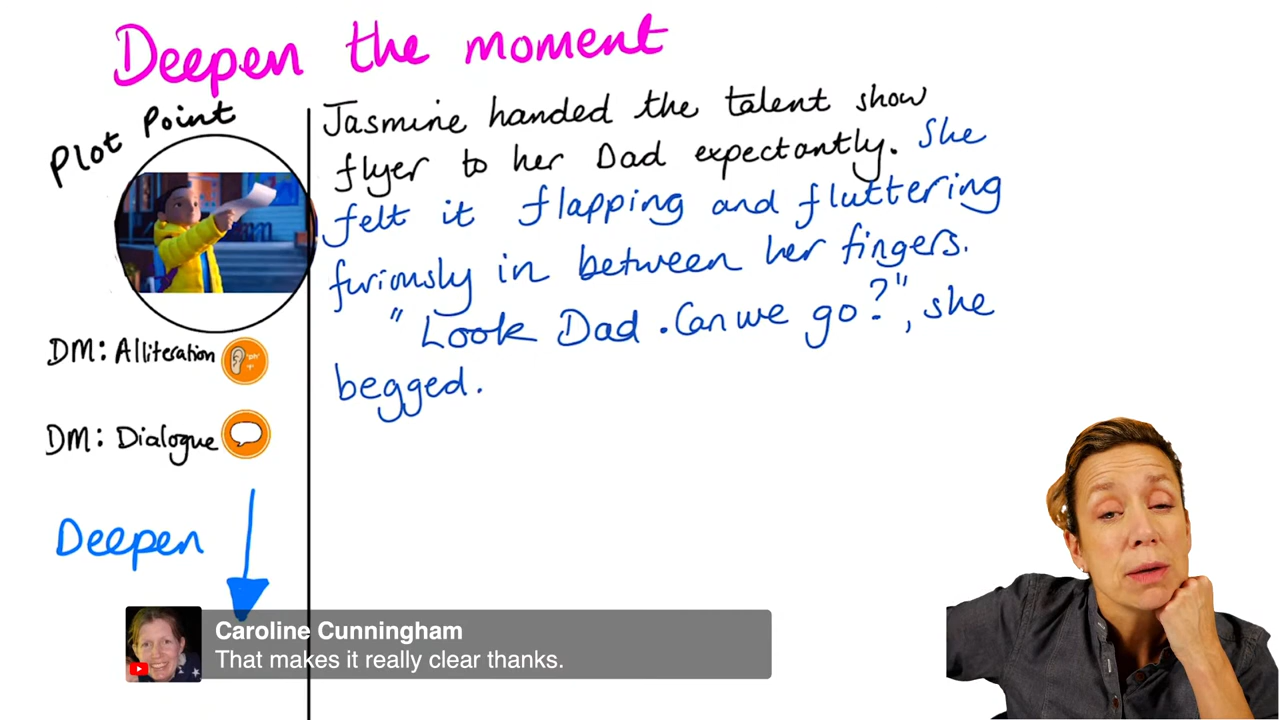 Deepen the moment
Plot Point
Jasmine handed the talent show
flyer to her Dad expectantly. She
felt it flapping and fluttering
furiously in between her fingers.
"Look Dad. Can we go?", she
begged.
DM: Alliteration
DM: Dialogue
Deepen
Caroline Cunningham
That makes it really clear thanks.